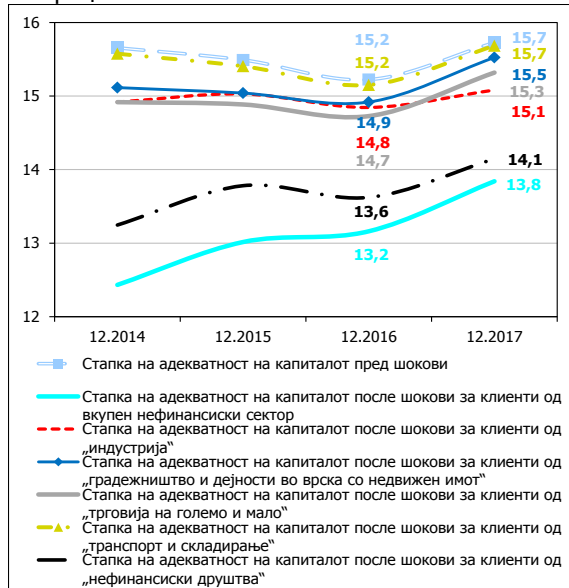 16
15
14
13
12
15,2
15,2
14,9
14,8
14,7
13,6
13,2
15,7
15,7
15,5
15,3
15,1
14,1
13,8
12.2014 12.2015 12.2016 12.2017
Стапка на адекватност на капиталот пред шокови
Стапка на адекватност на капиталот после шокови за клиенти од
вкупен нефинансиски сектор
Стапка на адекватност на капиталот после шокови за клиенти од
„индустрија“
Стапка на адекватност на капиталот после шокови за клиенти од
„градежништво и дејности во врска со недвижен имот“
Стапка на адекватност на капиталот после шокови за клиенти од
„трговија на големо и мало“
Стапка на адекватност на капиталот после шокови за клиенти од
„транспорт и складирање“
Стапка на адекватност на капиталот после шокови за клиенти од
„нефинансиски друштва“